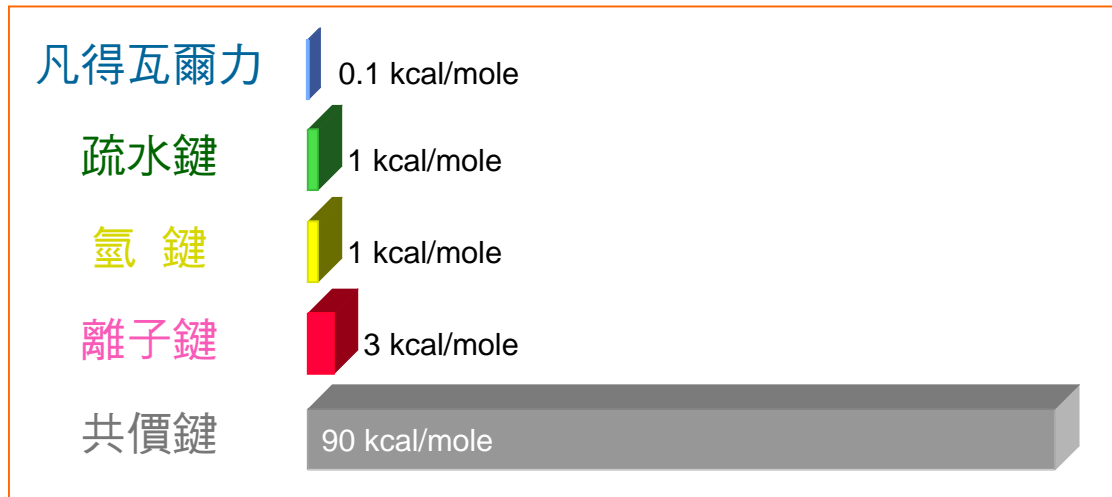 凡得瓦爾力 0.1 kcal/mole
疏水鍵 1 kcal/mole
氫 鍵 1 kcal/mole
離子鍵 3 kcal/mole
共價鍵 90 kcal/mole